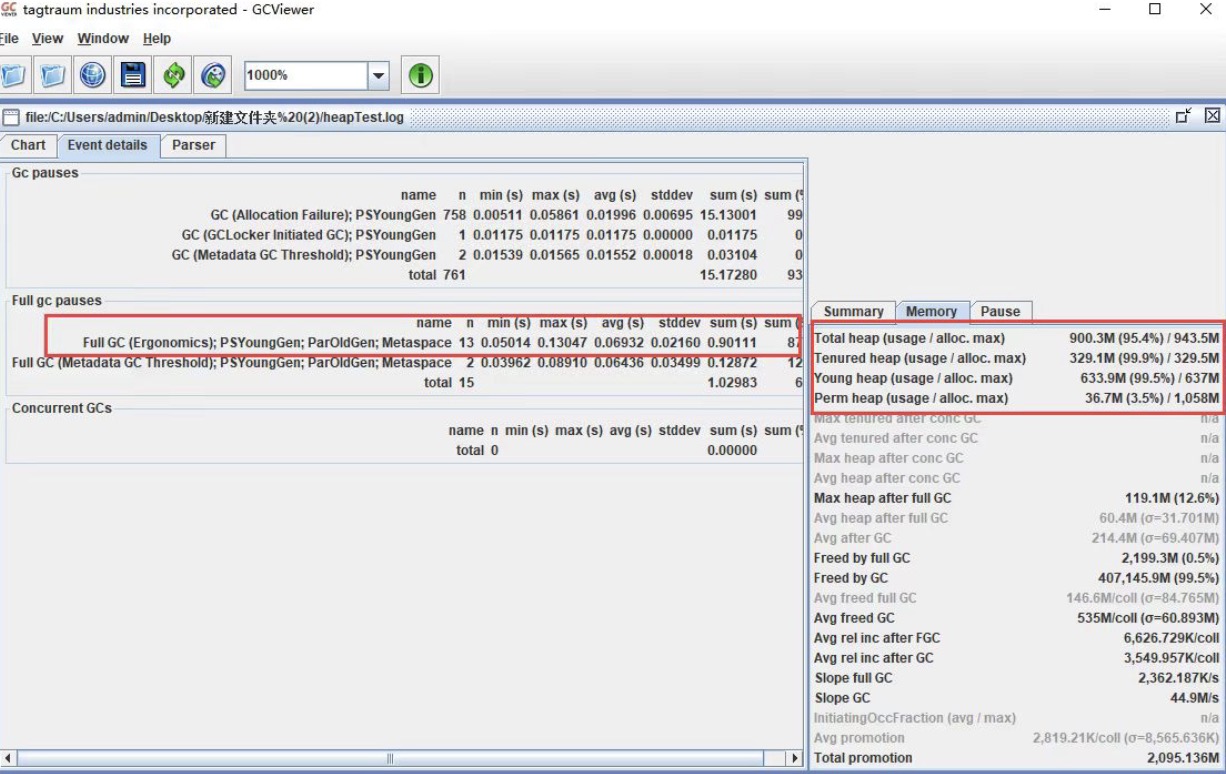 tagtraum industries incorporated - GCViewer
File View Window Help
1000%
file:/C:/Users/admin/Desktop/新建文件夹%20(2)/heapTest.log
Chart Event details Parser
Gc pauses
name n min (s) max (s) avg (s) stddev sum (s) sum (%
GC (Allocation Failure); PSYoungGen 758 0.00511 0.05861 0.01996 0.00695 15.13001 99
GC (GCLocker Initiated GC); PSYoungGen 1 0.01175 0.01175 0.01175 0.00000 0.01175 0
GC (Metadata GC Threshold); PSYoungGen 2 0.01539 0.01565 0.01552 0.00018 0.03104 0
total 761 15.17280 93
Full gc pauses
name n min (s) max (s) avg (s) stddev sum (s) sum (
Full GC (Ergonomics); PSYoungGen; ParOldGen; Metaspace 13 0.05014 0.13047 0.06932 0.02160 0.90111 87
Full GC (Metadata GC Threshold); PSYoungGen; ParOldGen; Metaspace 2 0.03962 0.08910 0.06436 0.03499 0.12872 12
total 15 1.02983 6
Concurrent GCs
name n min (s) max (s) avg (s) stddev sum (s) sum (%
total 0 0.00000
Summary Memory Pause
Total heap (usage / alloc. max) 900.3M (95.4%) / 943.5M
Tenured heap (usage / alloc. max) 329.1M (99.9%) / 329.5M
Young heap (usage / alloc. max) 633.9M (99.5%) / 637M
Perm heap (usage / alloc. max) 36.7M (3.5%) / 1,058M
Max tenured after conc GC n/a
Avg tenured after conc GC n/a
Max heap after conc GC n/a
Avg heap after conc GC n/a
Max heap after full GC 119.1M (12.6%)
Avg heap after full GC 60.4M (σ=31.701M)
Avg after GC 214.4M (σ=69.407M)
Freed by full GC 2,199.3M (0.5%)
Freed by GC 407,145.9M (99.5%)
Avg freed full GC 146.6M/coll (σ=84.765M)
Avg freed GC 535M/coll (σ=60.893M)
Avg rel inc after FGC 6,626.729K/coll
Avg rel inc after GC 3,549.957K/coll
Slope full GC 2,362.187K/s
Slope GC 44.9M/s
InitiatingOccFraction (avg / max) n/a
Avg promotion 2,819.21K/coll (σ=8,565.636K)
Total promotion 2,095.136M